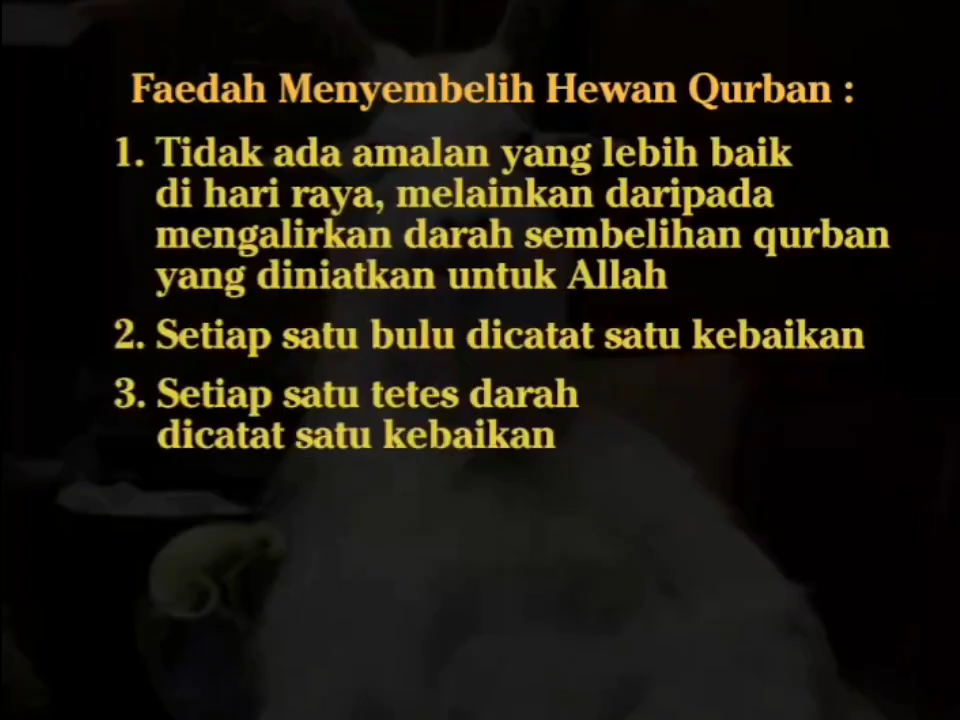 Faedah Menyembelih Hewan Qurban :
1. Tidak ada amalan yang lebih baik
di hari raya, melainkan daripada
mengalirkan darah sembelihan qurban
yang diniatkan untuk Allah
2. Setiap satu bulu dicatat satu kebaikan
3. Setiap satu tetes darah
dicatat satu kebaikan